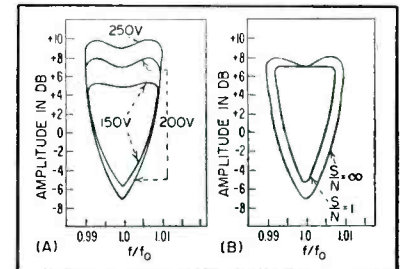 250V
AMPLITUDE IN DB
+10
+8
+6
+4
+2
0
-2
-4
-6
-8
150V
200V
0.99 1.0 1.01
f/f₀
(A)
AMPLITUDE IN DB
+10
+8
+6
+4
+2
0
-2
-4
-6
-8
S/N=∞
S/N=1
0.99 1.0 1.01
f/f₀
(B)